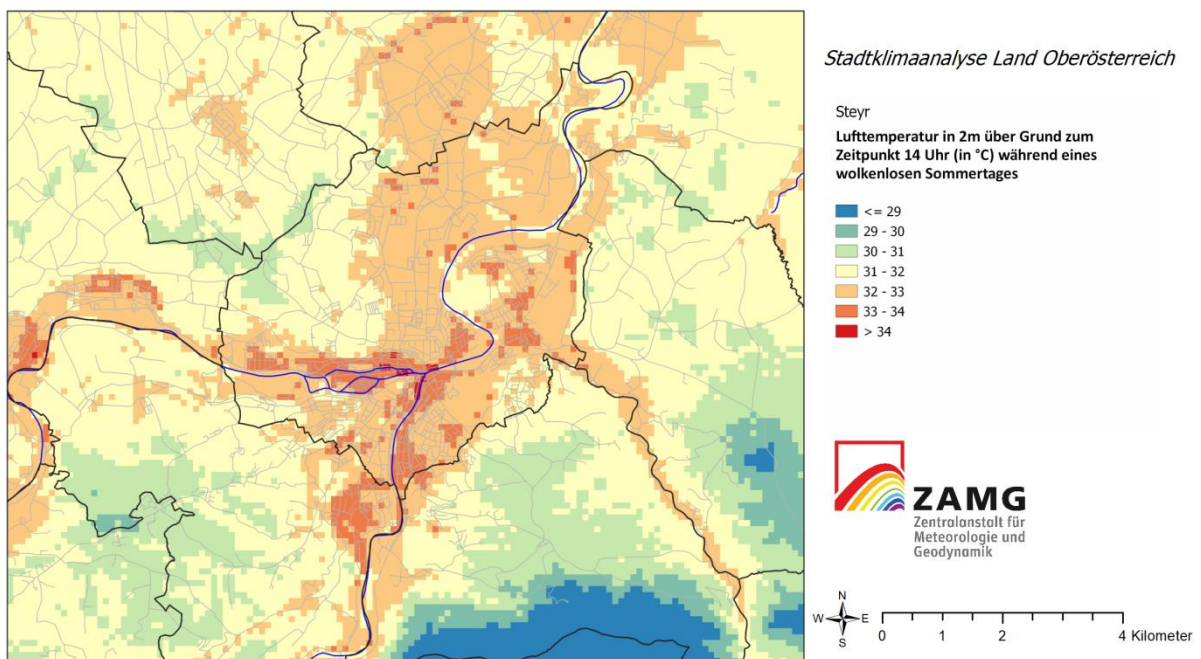 Stadtklimaanalyse Land Oberösterreich
Steyr
Lufttemperatur in 2m über Grund zum
Zeitpunkt 14 Uhr (in °C) während eines
wolkenlosen Sommertages
<= 29
29 - 30
30 - 31
31 - 32
32 - 33
33 - 34
> 34
ZAMG
Zentralanstalt für
Meteorologie und
Geodynamik
N
W E
S
0 1 2 4 Kilometer